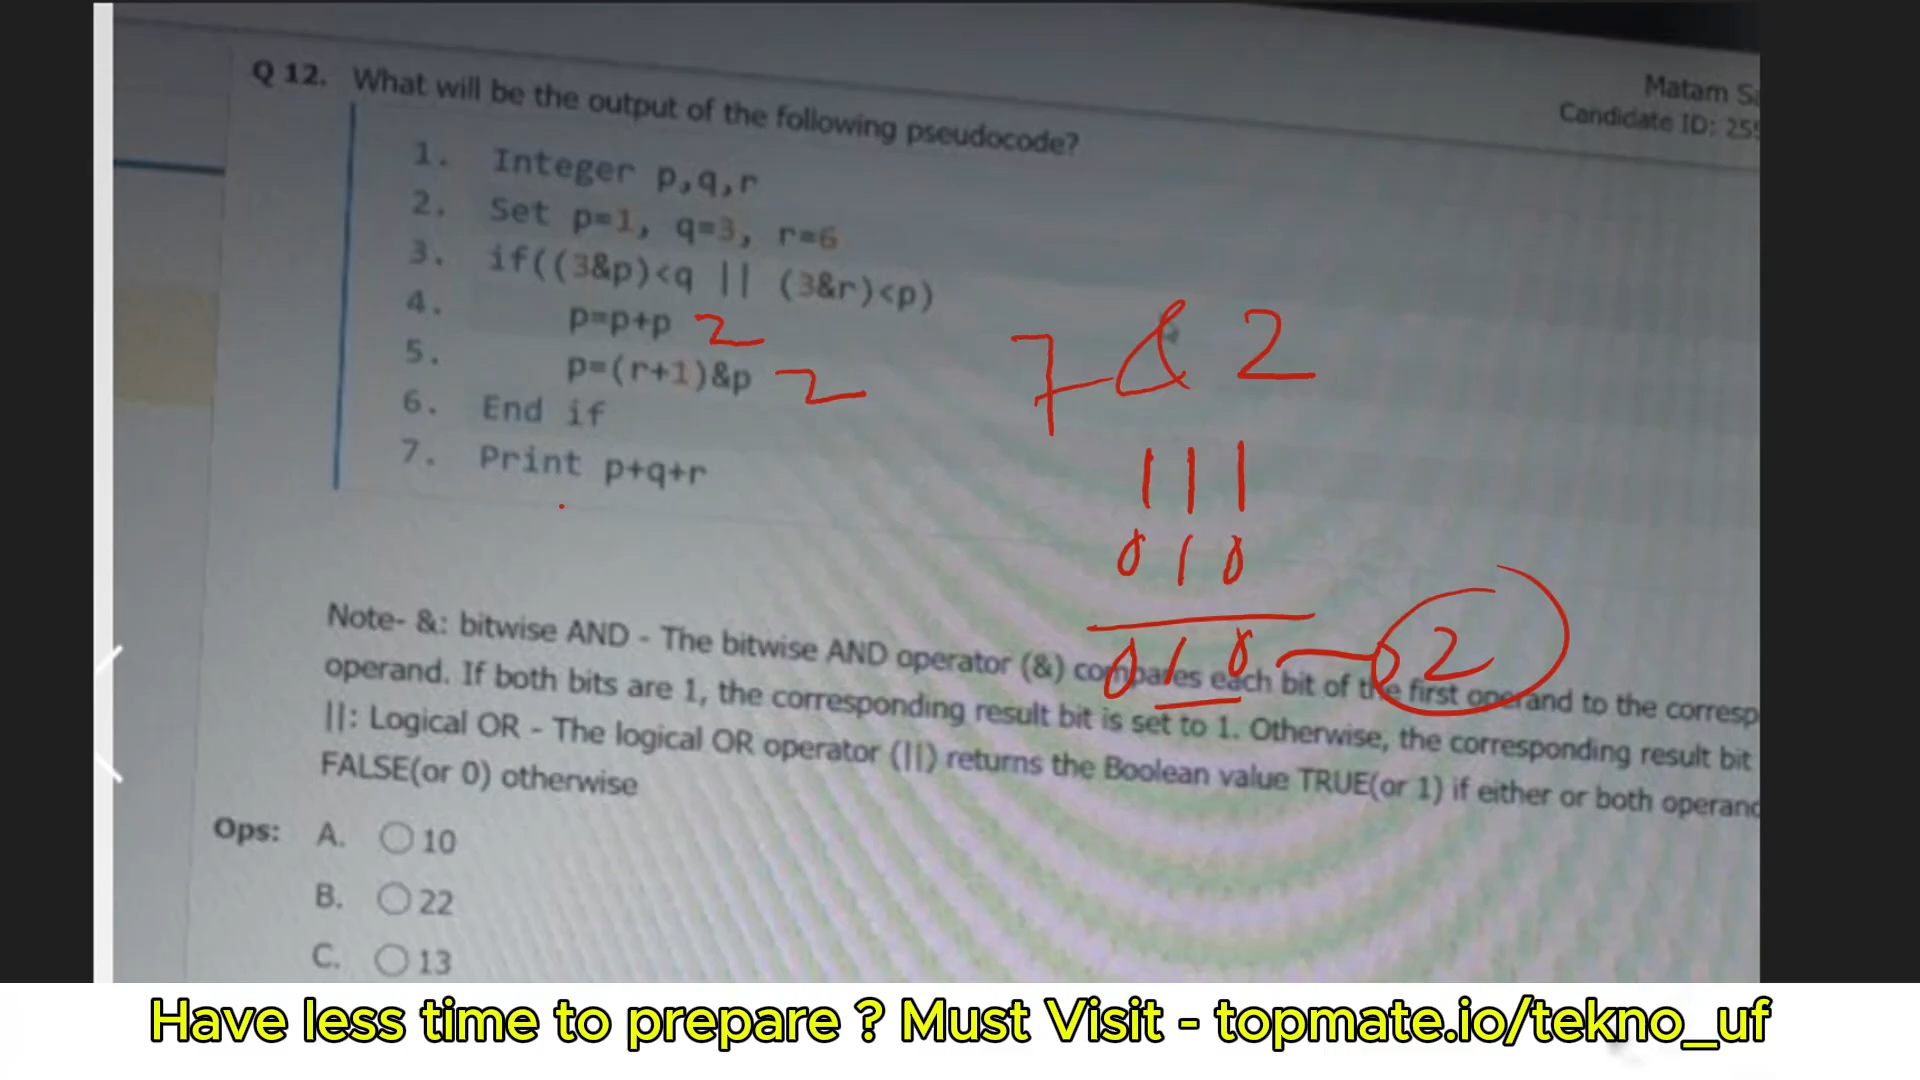 Matam Sa
Candidate ID: 255
Q 12. What will be the output of the following pseudocode?
1. Integer p,q,r
2. Set p=1, q=3, r=6
3. if((3&p)<q || (3&r)<p)
4. p=p+p 2
5. p=(r+1)&p 2
6. End if
7. Print p+q+r
7 & 2
111
010
010 2
Note- &: bitwise AND - The bitwise AND operator (&) compares each bit of the first operand to the corresp
operand. If both bits are 1, the corresponding result bit is set to 1. Otherwise, the corresponding result bit
||: Logical OR - The logical OR operator (||) returns the Boolean value TRUE(or 1) if either or both operand
FALSE(or 0) otherwise
Ops: A. 10
B. 22
C. 13
Have less time to prepare ? Must Visit - topmate.io/tekno_uf